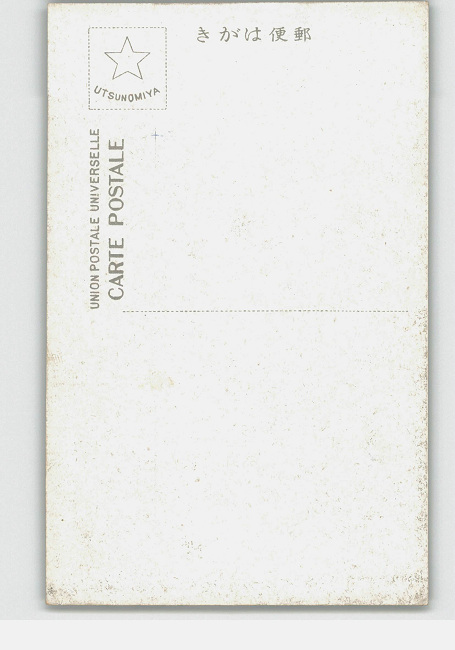 郵便はがき
UTSUNOMIYA
UNION POSTALE UNIVERSELLE
CARTE POSTALE